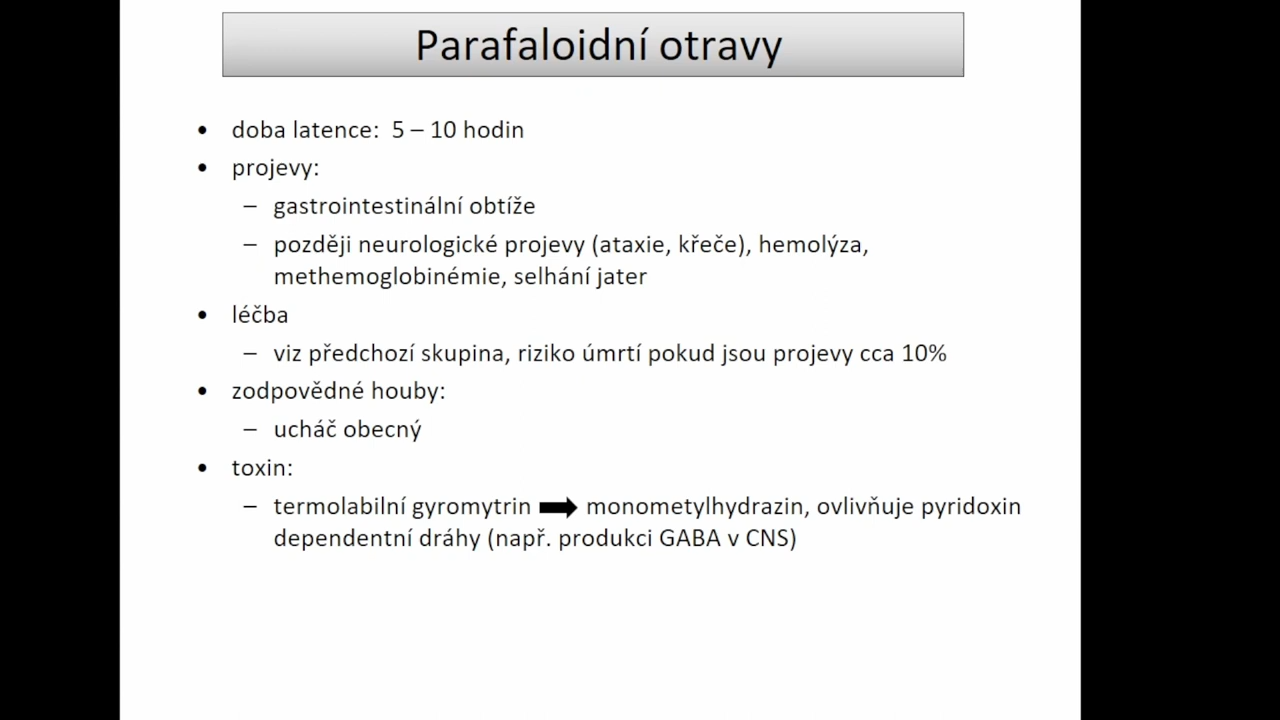 Parafaloidní otravy
• doba latence: 5 – 10 hodin
• projevy:
– gastrointestinální obtíže
– později neurologické projevy (ataxie, křeče), hemolýza,
methemoglobinémie, selhání jater
• léčba
– viz předchozí skupina, riziko úmrtí pokud jsou projevy cca 10%
• zodpovědné houby:
– ucháč obecný
• toxin:
– termolabilní gyromytrin ➡ monometylhydrazin, ovlivňuje pyridoxin
dependentní dráhy (např. produkci GABA v CNS)